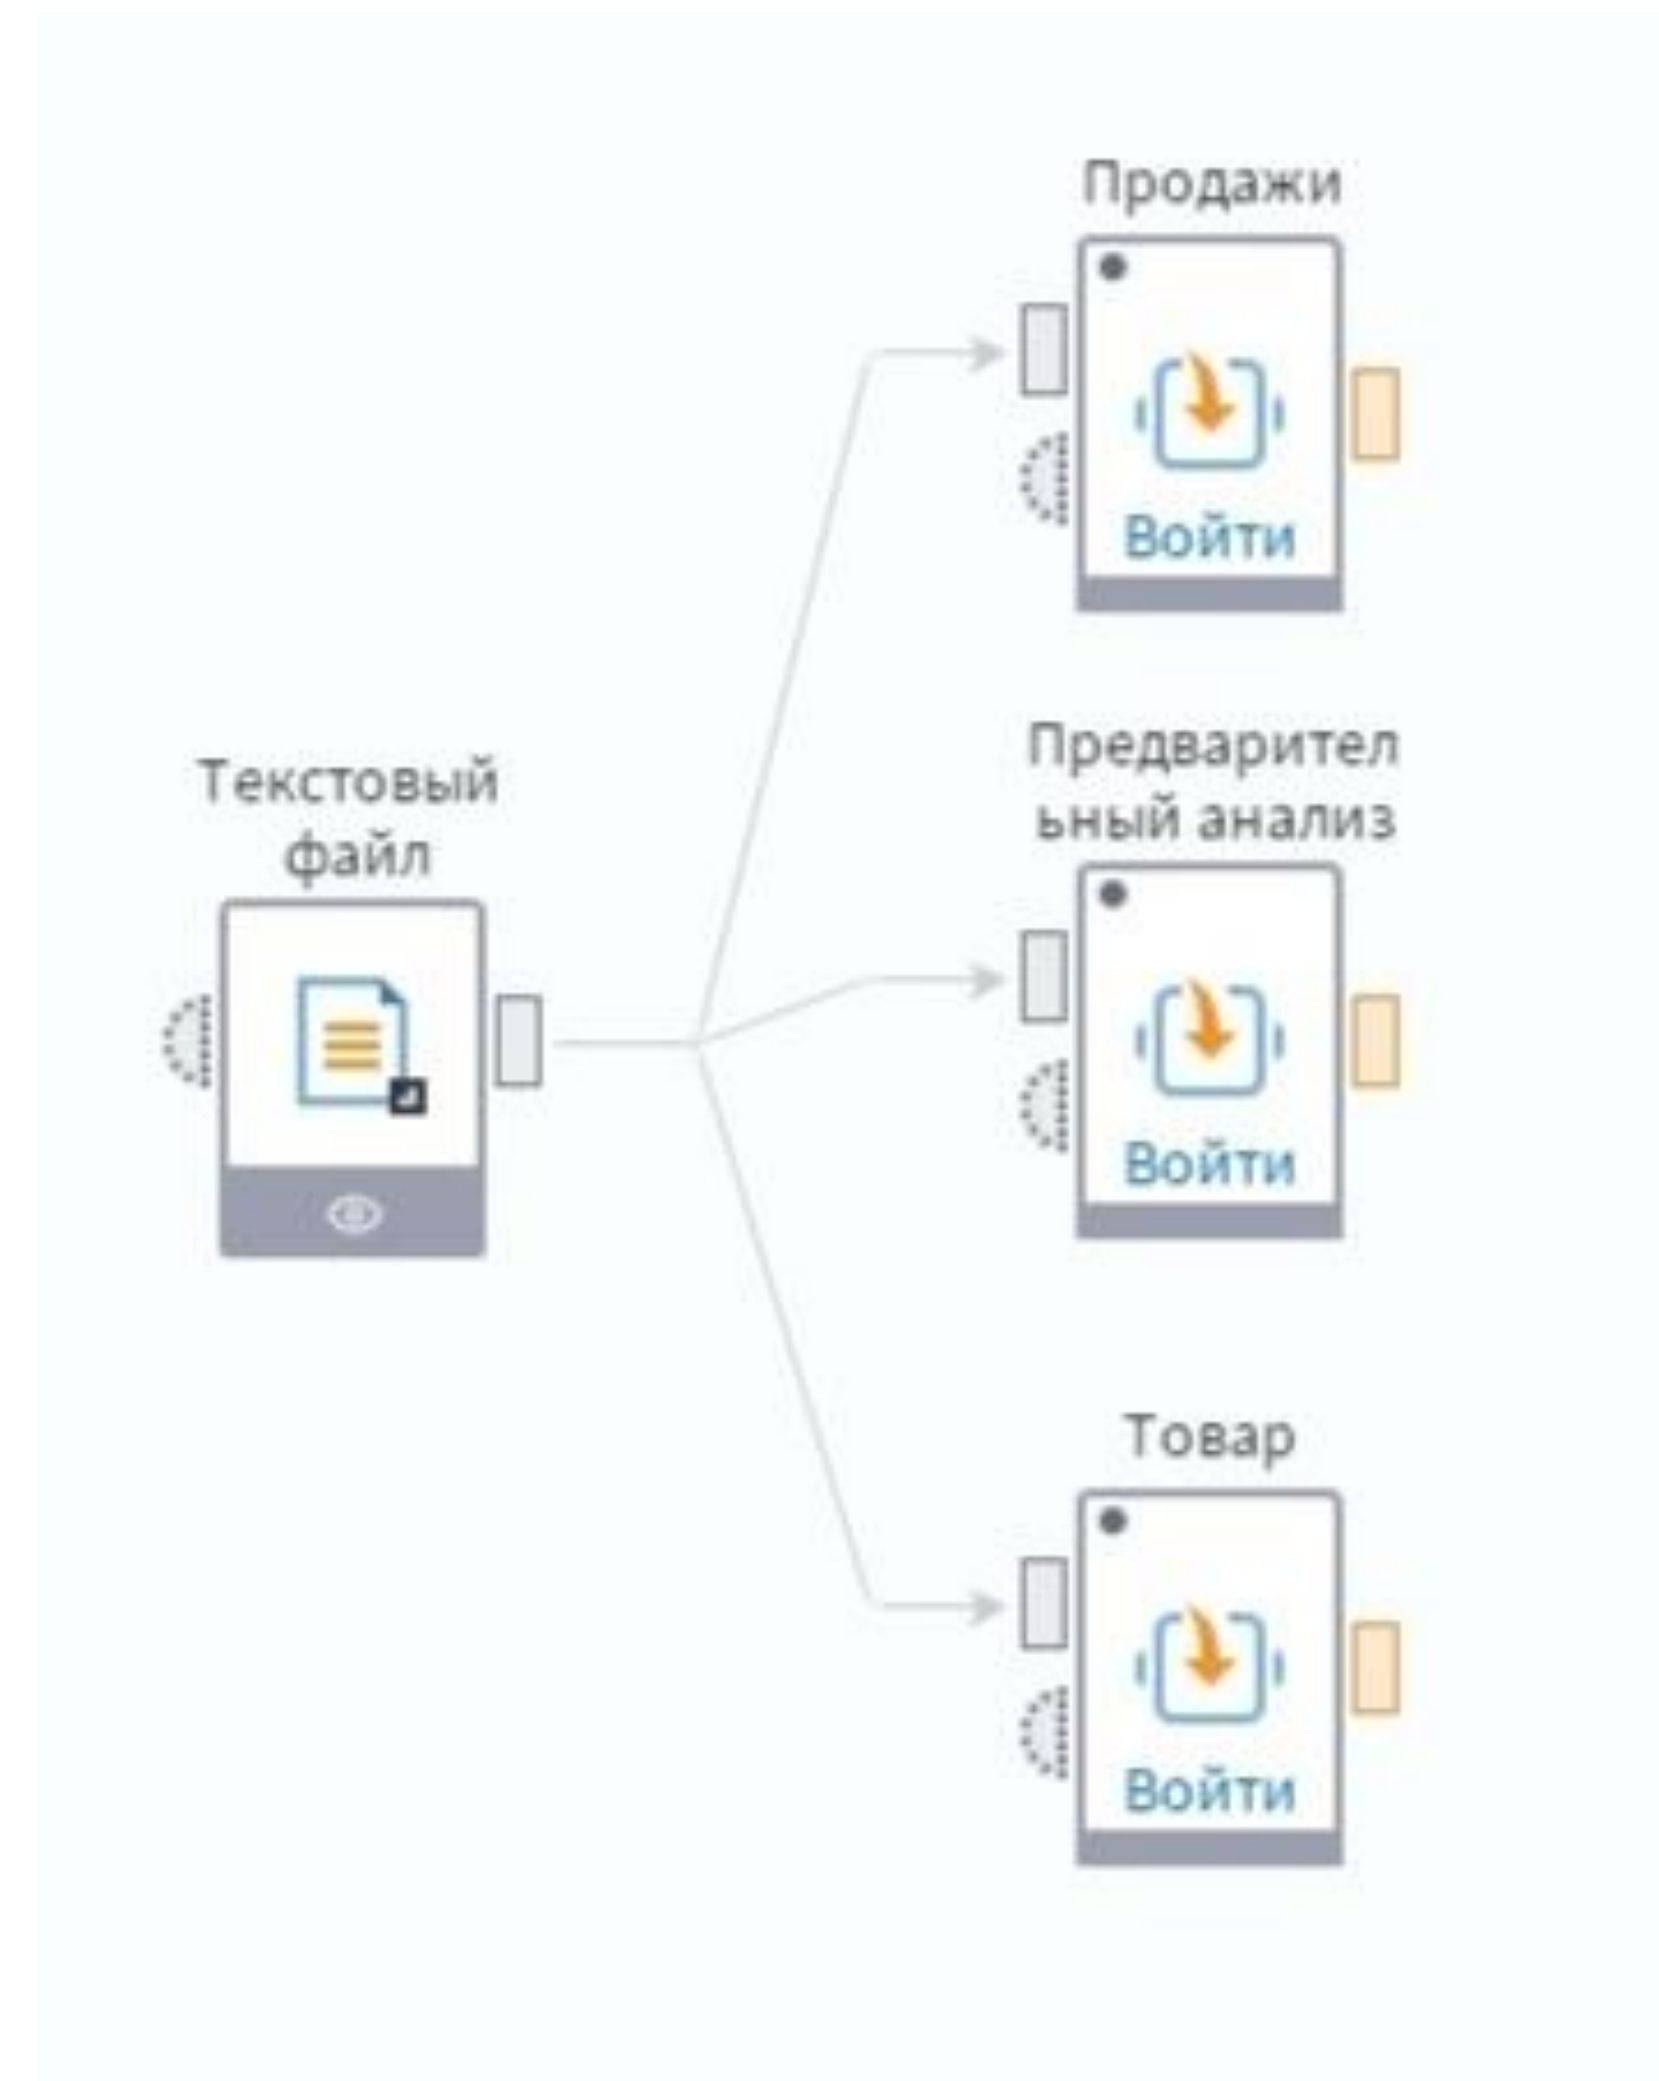 Продажи
Войти
Текстовый
файл
Предварител
ьный анализ
Войти
Товар
Войти